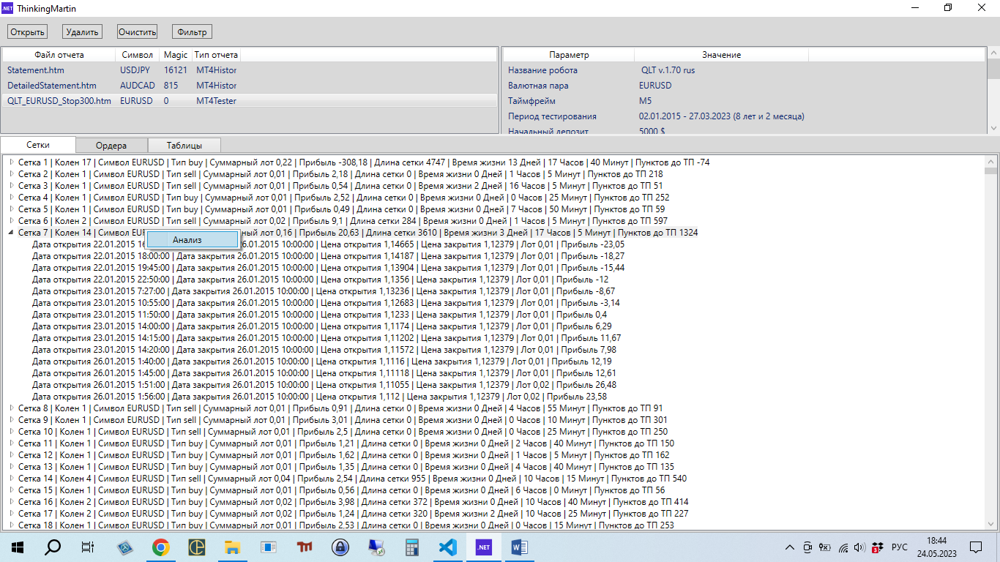 ThinkingMartin
Открыть Удалить Очистить Фильтр
Файл отчета Символ Magic Тип отчета
Statement.htm USDJPY 16121 MT4Histor
DetailedStatement.htm AUDCAD 815 MT4Histor
QLT_EURUSD_Stop300.htm EURUSD 0 MT4Tester
Параметр Значение
Название робота QLT v.1.70 rus
Валютная пара EURUSD
Таймфрейм M5
Период тестирования 02.01.2015 - 27.03.2023 (8 лет и 2 месяца)
Начальный депозит 5000 $
Сетки Ордера Таблицы
Сетка 1 | Колен 17 | Символ EURUSD | Тип buy | Суммарный лот 0,22 | Прибыль -308,18 | Длина сетки 4747 | Время жизни 13 Дней | 17 Часов | 40 Минут | Пунктов до ТП -74
Сетка 2 | Колен 1 | Символ EURUSD | Тип sell | Суммарный лот 0,01 | Прибыль 2,18 | Длина сетки 0 | Время жизни 0 Дней | 1 Часов | 5 Минут | Пунктов до ТП 218
Сетка 3 | Колен 1 | Символ EURUSD | Тип sell | Суммарный лот 0,01 | Прибыль 0,54 | Длина сетки 0 | Время жизни 2 Дней | 16 Часов | 5 Минут | Пунктов до ТП 51
Сетка 4 | Колен 1 | Символ EURUSD | Тип buy | Суммарный лот 0,01 | Прибыль 2,52 | Длина сетки 0 | Время жизни 0 Дней | 0 Часов | 25 Минут | Пунктов до ТП 252
Сетка 5 | Колен 1 | Символ EURUSD | Тип buy | Суммарный лот 0,01 | Прибыль 0,49 | Длина сетки 0 | Время жизни 0 Дней | 7 Часов | 50 Минут | Пунктов до ТП 59
Сетка 6 | Колен 2 | Символ EURUSD | Тип sell | Суммарный лот 0,02 | Прибыль 9,1 | Длина сетки 284 | Время жизни 0 Дней | 1 Часов | 5 Минут | Пунктов до ТП 597
Сетка 7 | Колен 14 | Символ EUR ный лот 0,16 | Прибыль 20,63 | Длина сетки 3610 | Время жизни 3 Дней | 17 Часов | 5 Минут | Пунктов до ТП 1324
Анализ
Дата открытия 22.01.2015 16 6.01.2015 10:00:00 | Цена открытия 1,14665 | Цена закрытия 1,12379 | Лот 0,01 | Прибыль -23,05
Дата открытия 22.01.2015 18:00:00 | Дата закрытия 26.01.2015 10:00:00 | Цена открытия 1,14187 | Цена закрытия 1,12379 | Лот 0,01 | Прибыль -18,27
Дата открытия 22.01.2015 19:45:00 | Дата закрытия 26.01.2015 10:00:00 | Цена открытия 1,13904 | Цена закрытия 1,12379 | Лот 0,01 | Прибыль -15,44
Дата открытия 22.01.2015 22:50:00 | Дата закрытия 26.01.2015 10:00:00 | Цена открытия 1,1356 | Цена закрытия 1,12379 | Лот 0,01 | Прибыль -12
Дата открытия 23.01.2015 7:27:00 | Дата закрытия 26.01.2015 10:00:00 | Цена открытия 1,13236 | Цена закрытия 1,12379 | Лот 0,01 | Прибыль -8,67
Дата открытия 23.01.2015 10:55:00 | Дата закрытия 26.01.2015 10:00:00 | Цена открытия 1,12683 | Цена закрытия 1,12379 | Лот 0,01 | Прибыль -3,14
Дата открытия 23.01.2015 11:50:00 | Дата закрытия 26.01.2015 10:00:00 | Цена открытия 1,1233 | Цена закрытия 1,12379 | Лот 0,01 | Прибыль 0,4
Дата открытия 23.01.2015 14:00:00 | Дата закрытия 26.01.2015 10:00:00 | Цена открытия 1,1174 | Цена закрытия 1,12379 | Лот 0,01 | Прибыль 6,29
Дата открытия 23.01.2015 14:15:00 | Дата закрытия 26.01.2015 10:00:00 | Цена открытия 1,11202 | Цена закрытия 1,12379 | Лот 0,01 | Прибыль 11,67
Дата открытия 23.01.2015 14:20:00 | Дата закрытия 26.01.2015 10:00:00 | Цена открытия 1,11572 | Цена закрытия 1,12379 | Лот 0,01 | Прибыль 7,98
Дата открытия 26.01.2015 1:40:00 | Дата закрытия 26.01.2015 10:00:00 | Цена открытия 1,1116 | Цена закрытия 1,12379 | Лот 0,01 | Прибыль 12,19
Дата открытия 26.01.2015 1:45:00 | Дата закрытия 26.01.2015 10:00:00 | Цена открытия 1,11118 | Цена закрытия 1,12379 | Лот 0,01 | Прибыль 12,61
Дата открытия 26.01.2015 1:51:00 | Дата закрытия 26.01.2015 10:00:00 | Цена открытия 1,11055 | Цена закрытия 1,12379 | Лот 0,02 | Прибыль 26,48
Дата открытия 26.01.2015 1:56:00 | Дата закрытия 26.01.2015 10:00:00 | Цена открытия 1,112 | Цена закрытия 1,12379 | Лот 0,02 | Прибыль 23,58
Сетка 8 | Колен 1 | Символ EURUSD | Тип sell | Суммарный лот 0,01 | Прибыль 0,91 | Длина сетки 0 | Время жизни 0 Дней | 4 Часов | 55 Минут | Пунктов до ТП 91
Сетка 9 | Колен 1 | Символ EURUSD | Тип sell | Суммарный лот 0,01 | Прибыль 3,01 | Длина сетки 0 | Время жизни 0 Дней | 0 Часов | 10 Минут | Пунктов до ТП 301
Сетка 10 | Колен 1 | Символ EURUSD | Тип sell | Суммарный лот 0,01 | Прибыль 2,5 | Длина сетки 0 | Время жизни 0 Дней | 0 Часов | 25 Минут | Пунктов до ТП 250
Сетка 11 | Колен 1 | Символ EURUSD | Тип buy | Суммарный лот 0,01 | Прибыль 1,21 | Длина сетки 0 | Время жизни 0 Дней | 2 Часов | 40 Минут | Пунктов до ТП 150
Сетка 12 | Колен 1 | Символ EURUSD | Тип buy | Суммарный лот 0,01 | Прибыль 1,62 | Длина сетки 0 | Время жизни 0 Дней | 1 Часов | 5 Минут | Пунктов до ТП 162
Сетка 13 | Колен 1 | Символ EURUSD | Тип buy | Суммарный лот 0,01 | Прибыль 1,35 | Длина сетки 0 | Время жизни 0 Дней | 4 Часов | 40 Минут | Пунктов до ТП 135
Сетка 14 | Колен 4 | Символ EURUSD | Тип sell | Суммарный лот 0,04 | Прибыль 2,54 | Длина сетки 955 | Время жизни 0 Дней | 10 Часов | 15 Минут | Пунктов до ТП 540
Сетка 15 | Колен 1 | Символ EURUSD | Тип buy | Суммарный лот 0,01 | Прибыль 0,56 | Длина сетки 0 | Время жизни 0 Дней | 6 Часов | 0 Минут | Пунктов до ТП 56
Сетка 16 | Колен 2 | Символ EURUSD | Тип buy | Суммарный лот 0,02 | Прибыль 3,98 | Длина сетки 372 | Время жизни 0 Дней | 10 Часов | 40 Минут | Пунктов до ТП 414
Сетка 17 | Колен 2 | Символ EURUSD | Тип buy | Суммарный лот 0,02 | Прибыль 1,24 | Длина сетки 320 | Время жизни 2 Дней | 10 Часов | 25 Минут | Пунктов до ТП 227
Сетка 18 | Колен 1 | Символ EURUSD | Тип buy | Суммарный лот 0,01 | Прибыль 2,53 | Длина сетки 0 | Время жизни 0 Дней | 0 Часов | 15 Минут | Пунктов до ТП 253
.NET
РУС
18:44
24.05.2023